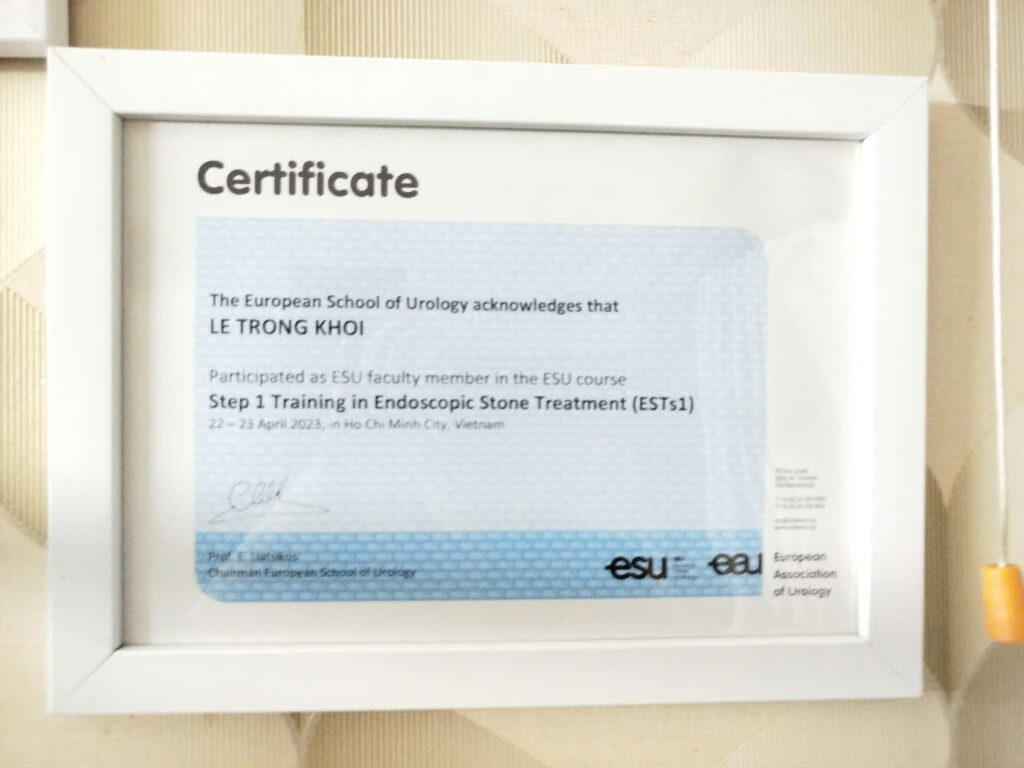 Certificate
The European School of Urology acknowledges that
LE TRONG KHOI
Participated as ESU faculty member in the ESU course
Step 1 Training in Endoscopic Stone Treatment (ESTs1)
22 – 23 April 2023, in Ho Chi Minh City, Vietnam
Prof. E. Liatsikos
Chairman European School of Urology
esu
eau
European
Association
of Urology